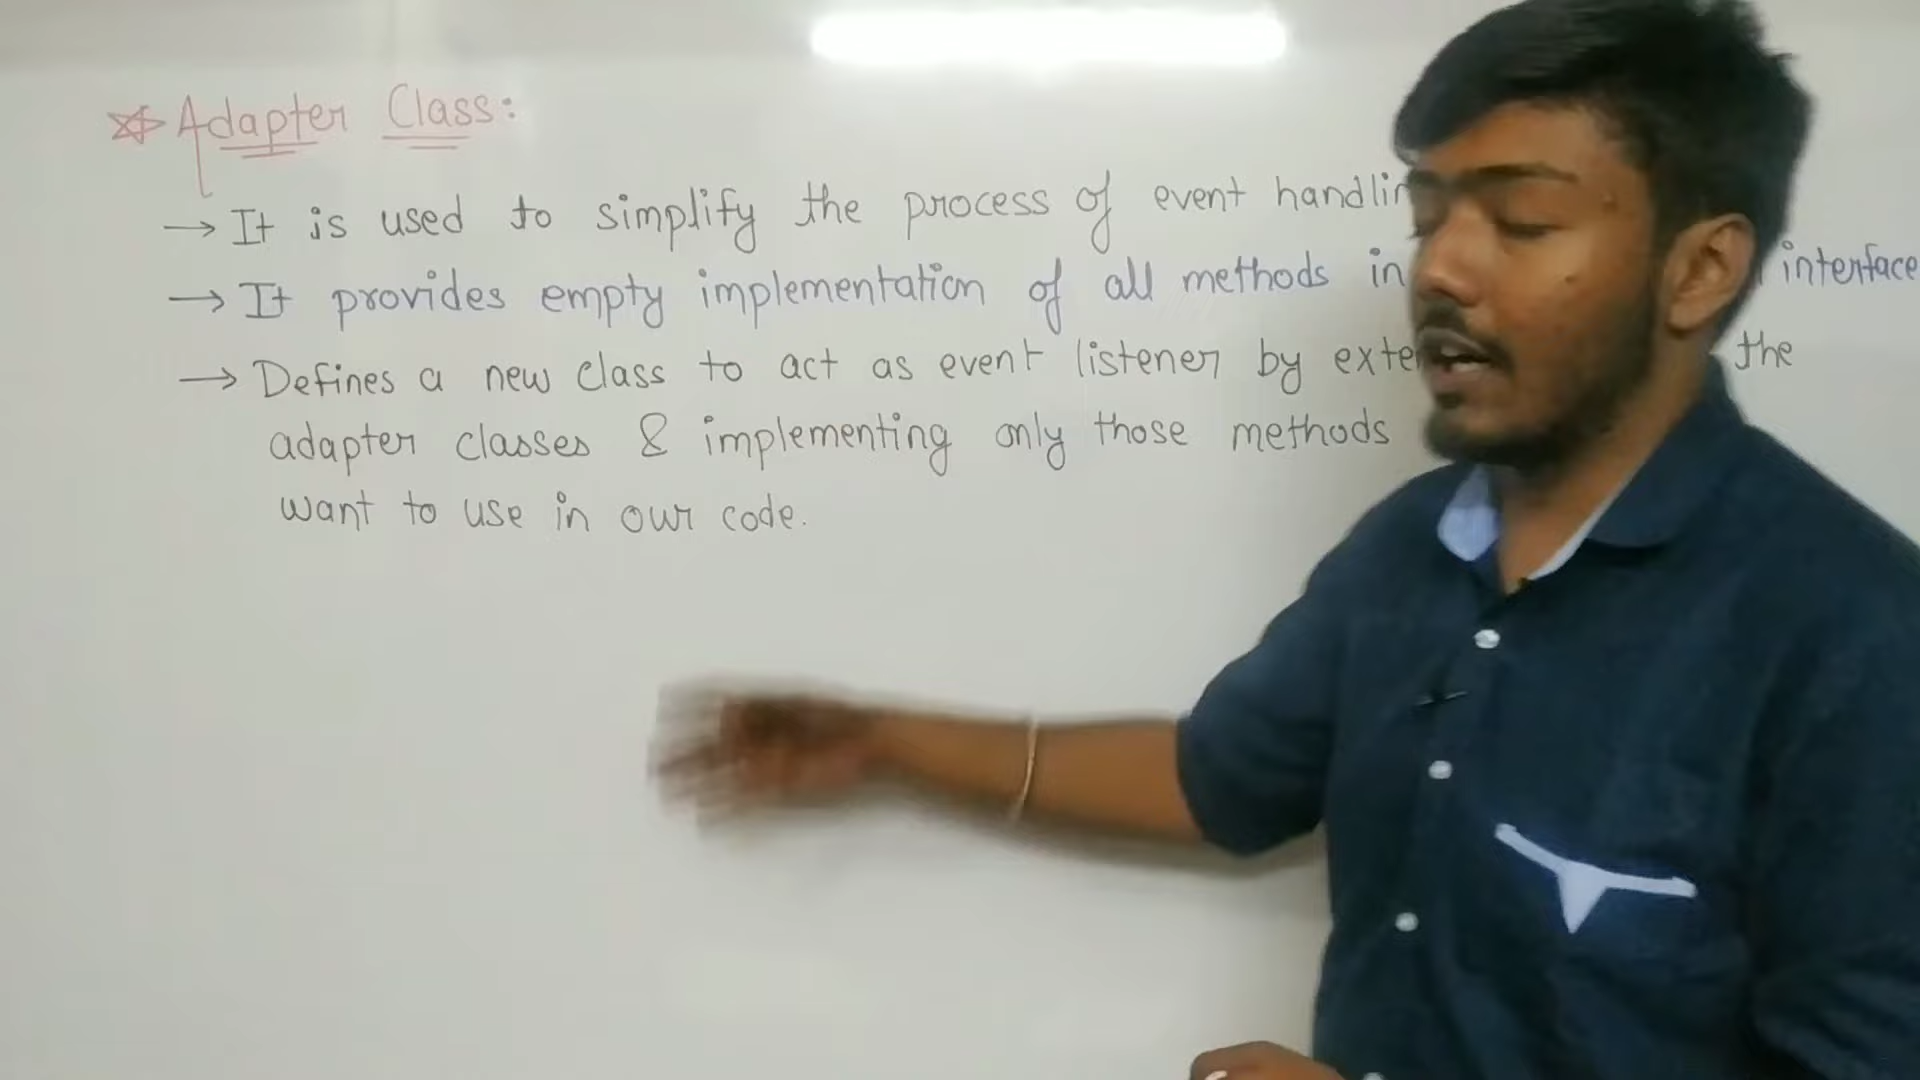 Adapter Class:
→ It is used to simplify the process of event
→ It provides empty implementation of all methods in interface
→ Defines a new class to act as event listener by the
adapter classes & implementing only those methods
want to use in our code.